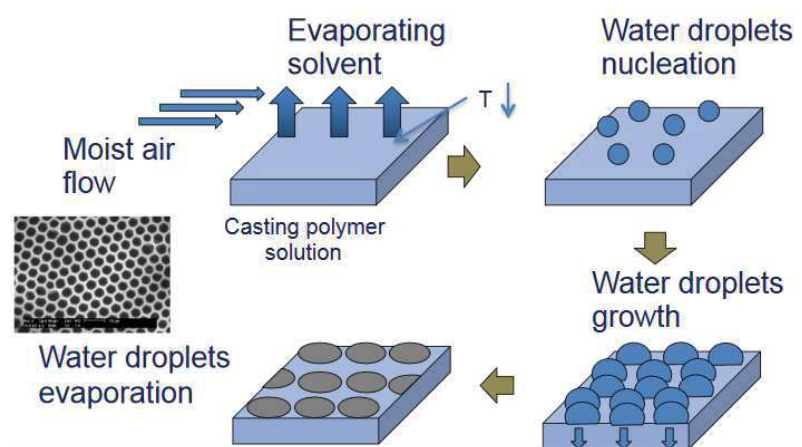 Evaporating
solvent
Water droplets
nucleation
T
Moist air
flow
Casting polymer
solution
Water droplets
growth
Water droplets
evaporation